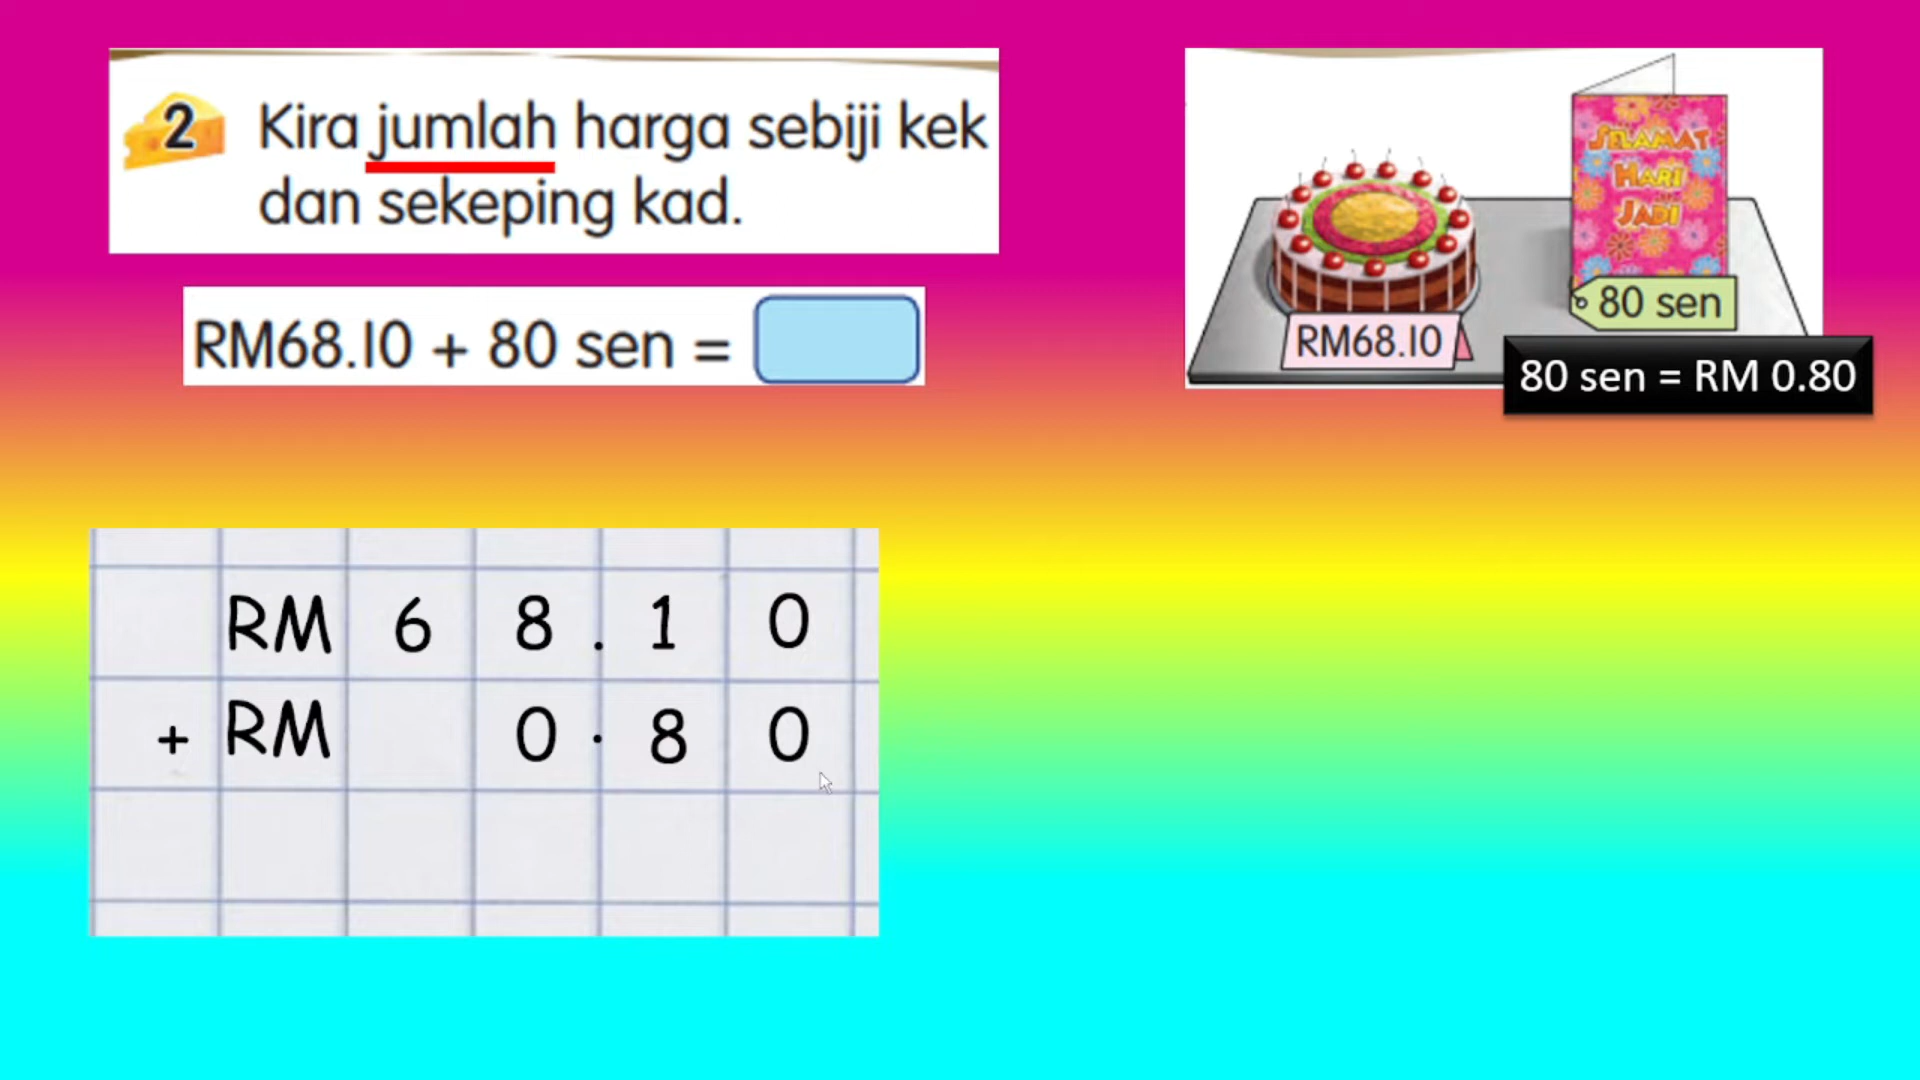 2 Kira jumlah harga sebiji kek
dan sekeping kad.
RM68.10 + 80 sen =
SELAMAT
HARI
JADI
80 sen
RM68.10
80 sen = RM 0.80
RM 6 8 . 1 0
+ RM 0 . 8 0